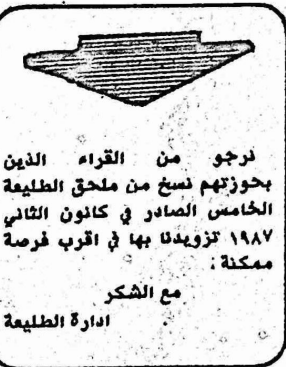 نرجو من القراء الذين
بحوزتهم نسخ من ملحق الطليعة
الخامس الصادر في كانون الثاني
١٩٨٧ تزويدنا بها في اقرب فرصة
ممكنة .
مع الشكر
ادارة الطليعة